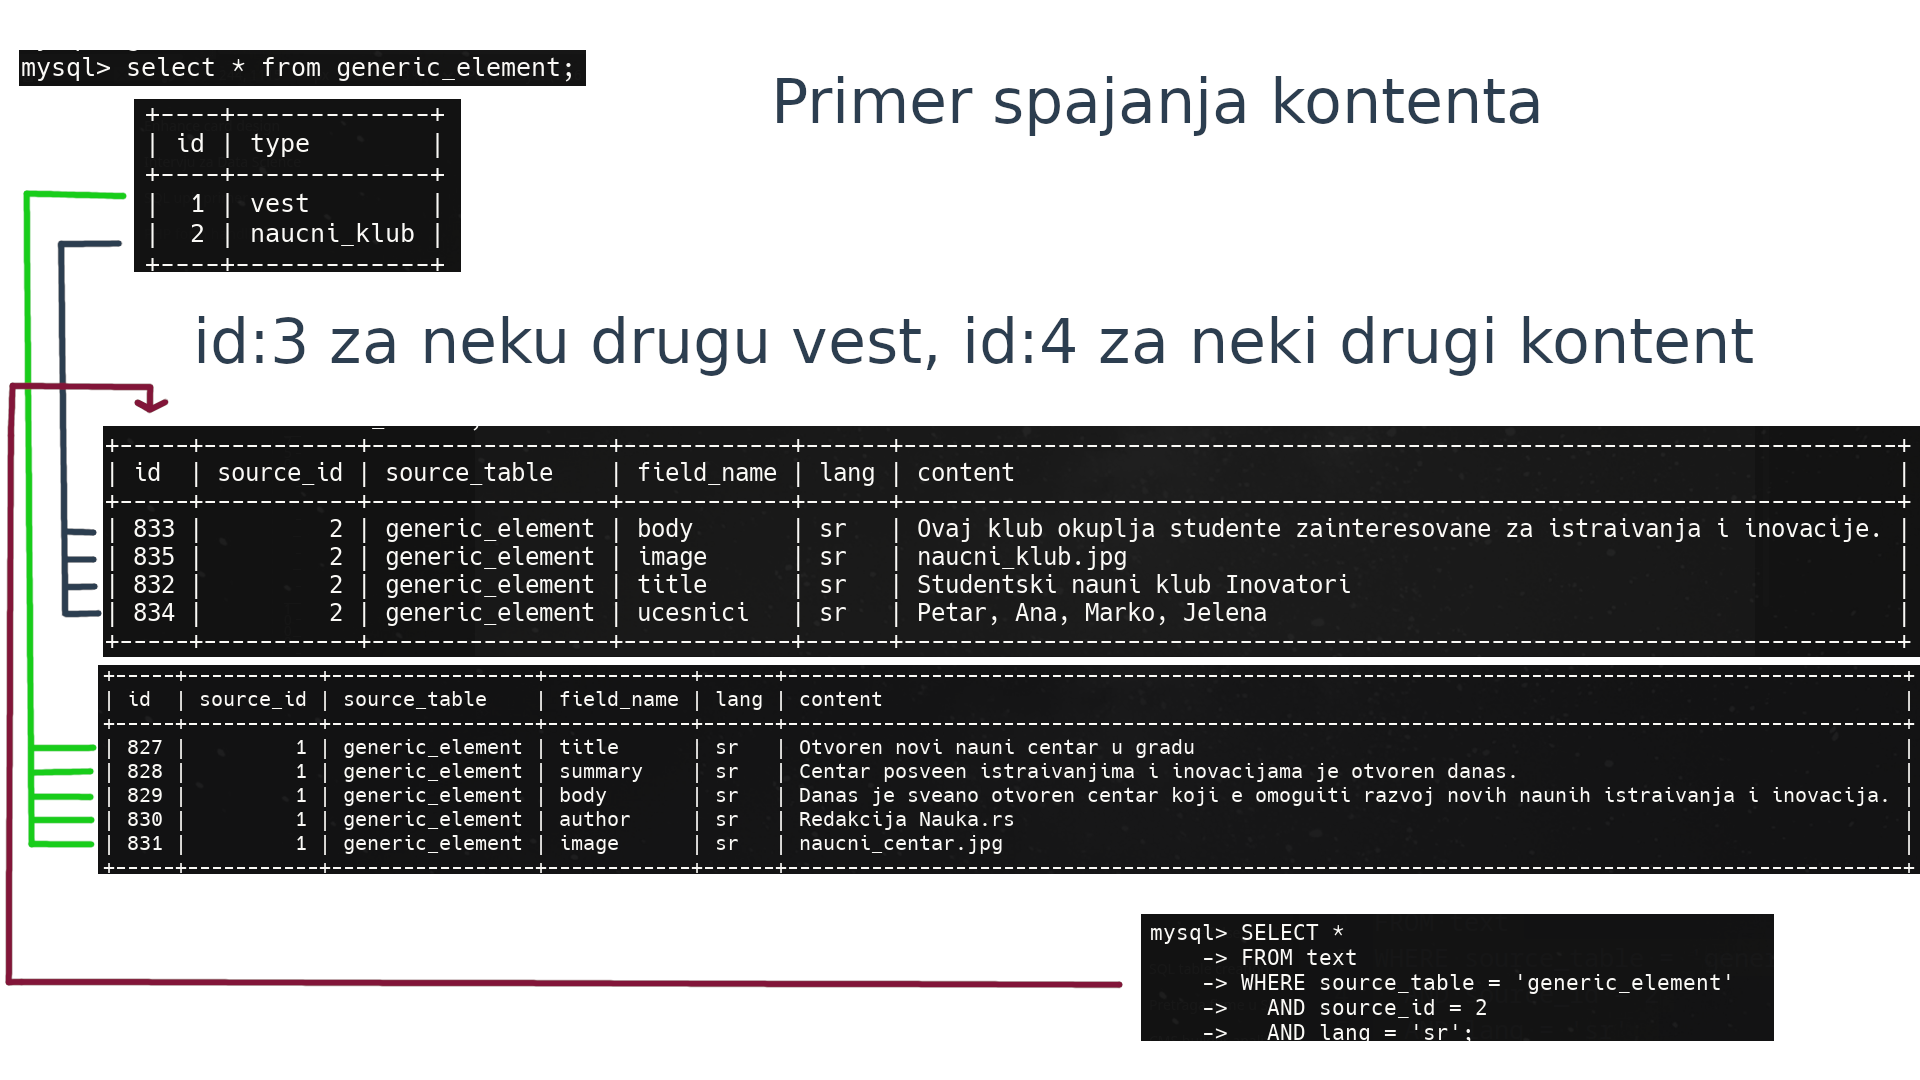 mysql> select * from generic_element;
Primer spajanja kontenta
+----+-------------+
| id | type        |
+----+-------------+
|  1 | vest        |
|  2 | naucni_klub |
+----+-------------+
id:3 za neku drugu vest, id:4 za neki drugi kontent
+-----+-----------+-----------------+------------+------+-----------------------------------------------------------------------+
| id  | source_id | source_table    | field_name | lang | content                                                               |
+-----+-----------+-----------------+------------+------+-----------------------------------------------------------------------+
| 833 |         2 | generic_element | body       | sr   | Ovaj klub okuplja studente zainteresovane za istraivanja i inovacije. |
| 835 |         2 | generic_element | image      | sr   | naucni_klub.jpg                                                       |
| 832 |         2 | generic_element | title      | sr   | Studentski nauni klub Inovatori                                       |
| 834 |         2 | generic_element | ucesnici   | sr   | Petar, Ana, Marko, Jelena                                             |
+-----+-----------+-----------------+------------+------+-----------------------------------------------------------------------+
+-----+-----------+-----------------+------------+------+---------------------------------------------------------------------------------------------+
| id  | source_id | source_table    | field_name | lang | content                                                                                     |
+-----+-----------+-----------------+------------+------+---------------------------------------------------------------------------------------------+
| 827 |         1 | generic_element | title      | sr   | Otvoren novi nauni centar u gradu                                                           |
| 828 |         1 | generic_element | summary    | sr   | Centar posveen istraivanjima i inovacijama je otvoren danas.                                |
| 829 |         1 | generic_element | body       | sr   | Danas je sveano otvoren centar koji e omoguiti razvoj novih naunih istraivanja i inovacija. |
| 830 |         1 | generic_element | author     | sr   | Redakcija Nauka.rs                                                                          |
| 831 |         1 | generic_element | image      | sr   | naucni_centar.jpg                                                                           |
+-----+-----------+-----------------+------------+------+---------------------------------------------------------------------------------------------+
mysql> SELECT *
    -> FROM text
    -> WHERE source_table = 'generic_element'
    ->   AND source_id = 2
    ->   AND lang = 'sr';